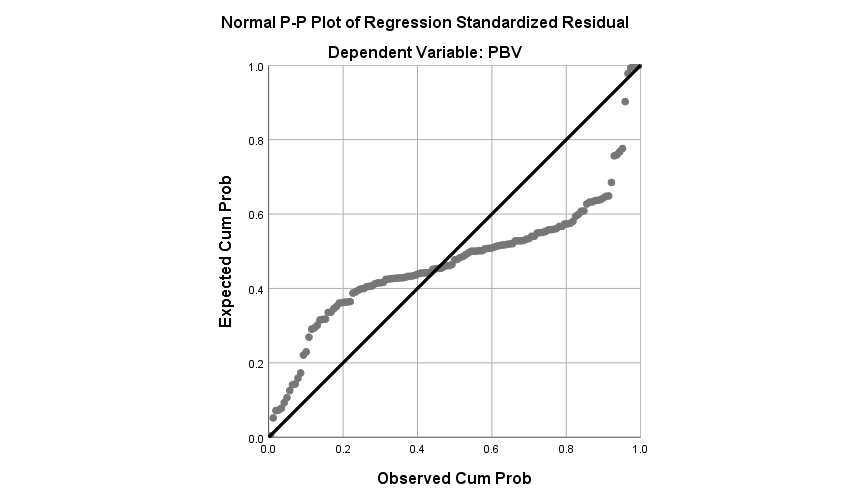 Normal P-P Plot of Regression Standardized Residual
Dependent Variable: PBV
1.0
0.8
0.6
0.4
0.2
0.0
Expected Cum Prob
0.0 0.2 0.4 0.6 0.8 1.0
Observed Cum Prob